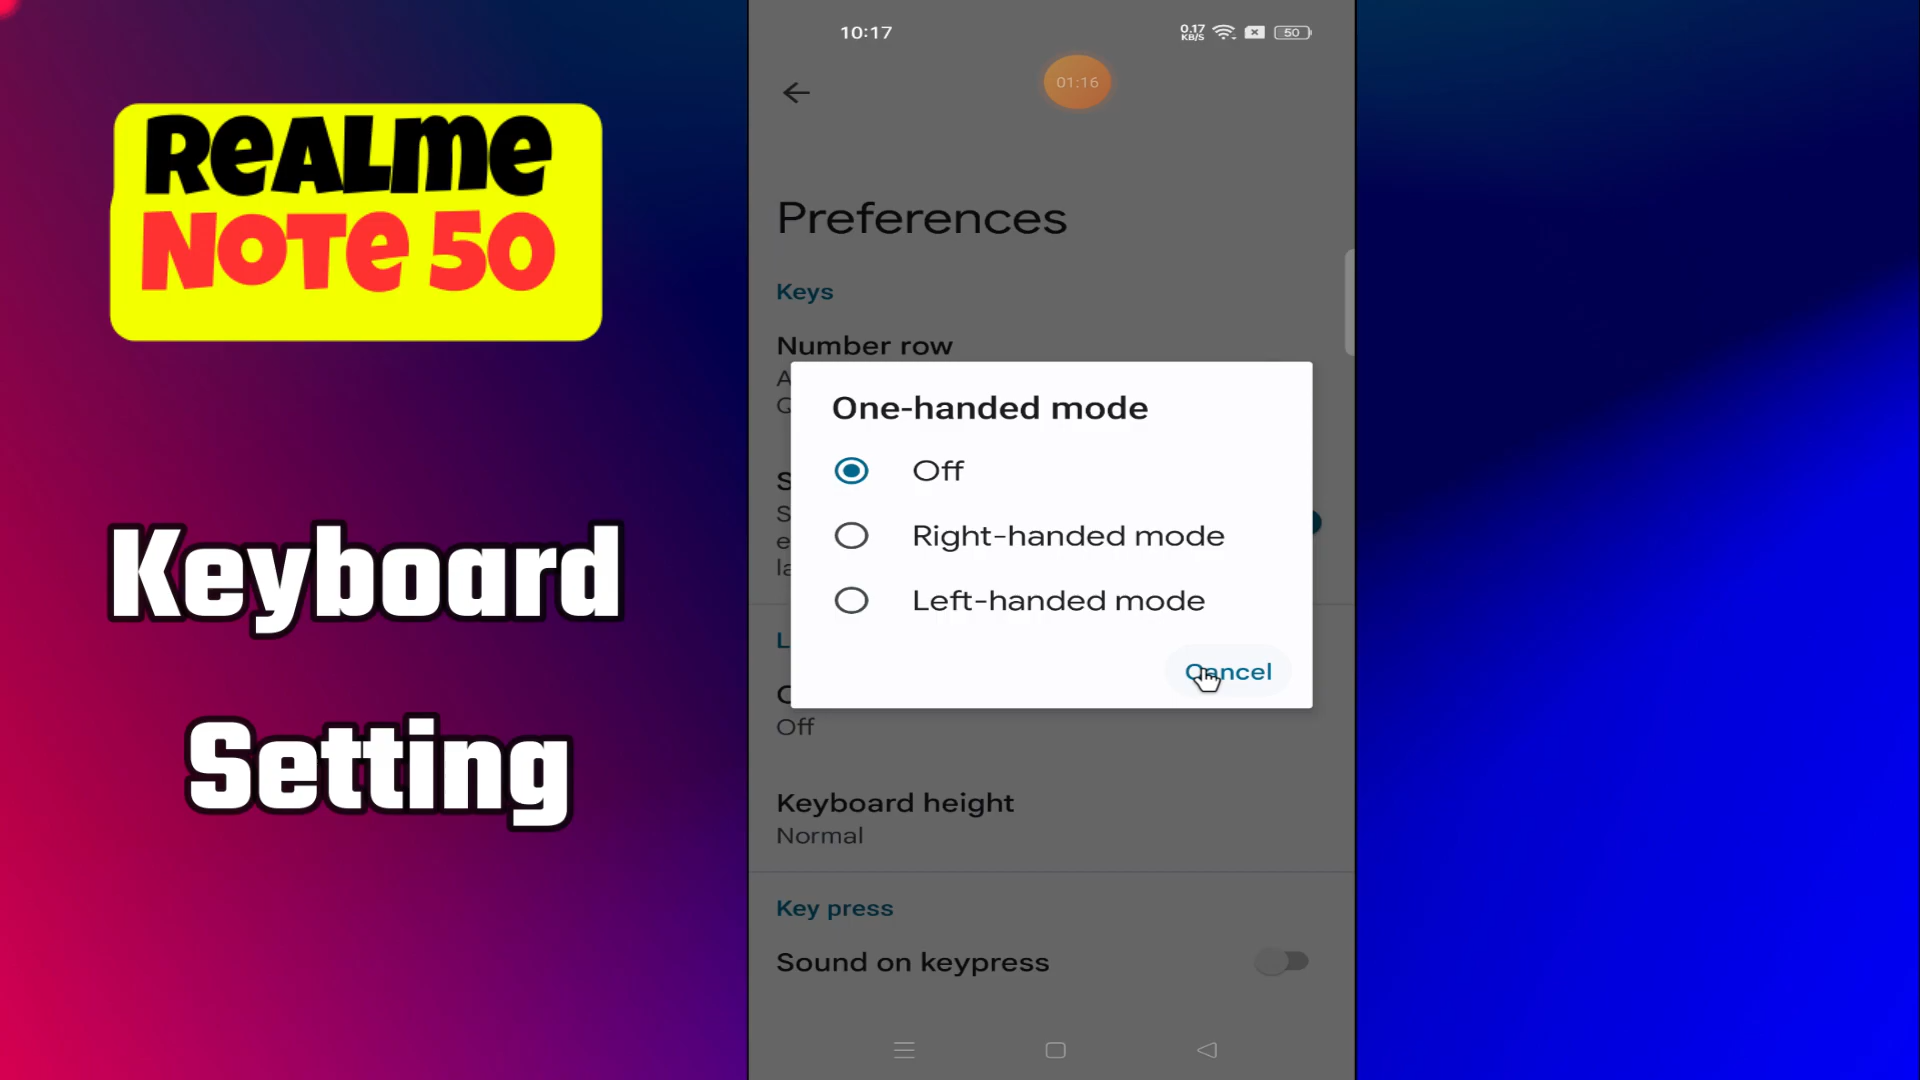 Realme
Note 50
Keyboard
Setting
10:17
0.17
KB/S
50
01:16
Preferences
Keys
Number row
One-handed mode
Off
Right-handed mode
Left-handed mode
Cancel
Off
Keyboard height
Normal
Key press
Sound on keypress